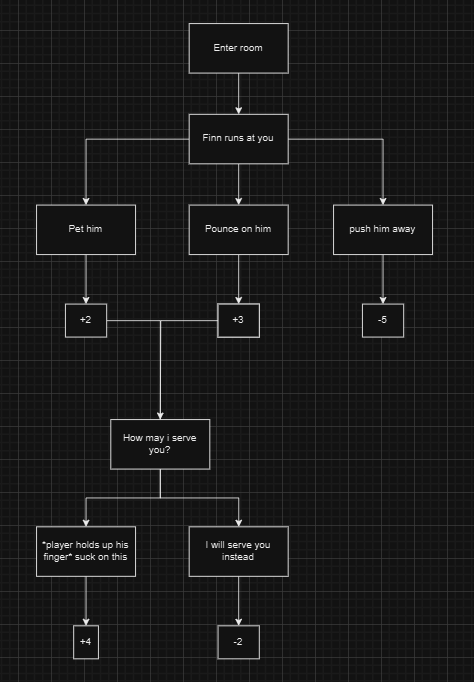 Enter room
Finn runs at you
Pet him
Pounce on him
push him away
+2
+3
-5
How may i serve
you?
*player holds up his
finger* suck on this
I will serve you
instead
+4
-2